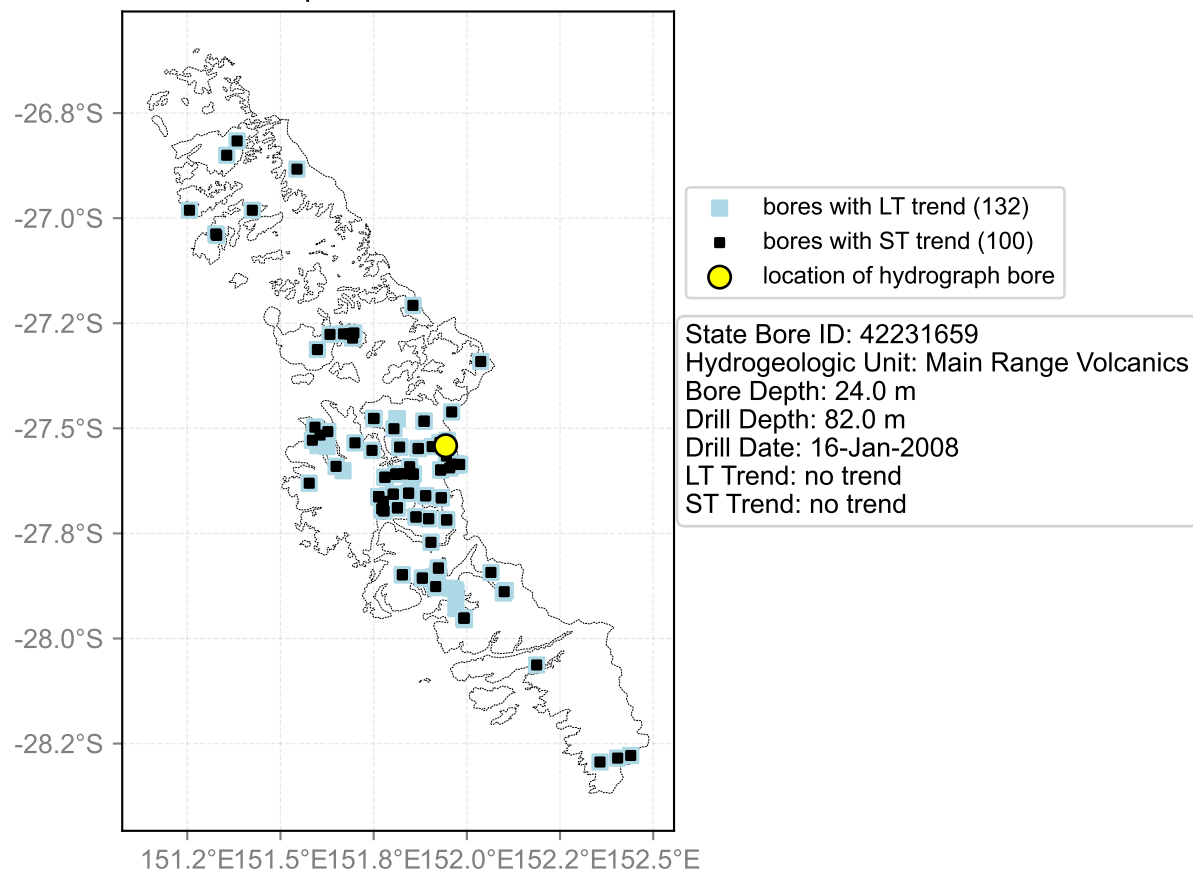 -26.8°S
-27.0°S
-27.2°S
-27.5°S
-27.8°S
-28.0°S
-28.2°S
151.2°E151.5°E151.8°E152.0°E152.2°E152.5°E
bores with LT trend (132)
bores with ST trend (100)
location of hydrograph bore
State Bore ID: 42231659
Hydrogeologic Unit: Main Range Volcanics
Bore Depth: 24.0 m
Drill Depth: 82.0 m
Drill Date: 16-Jan-2008
LT Trend: no trend
ST Trend: no trend